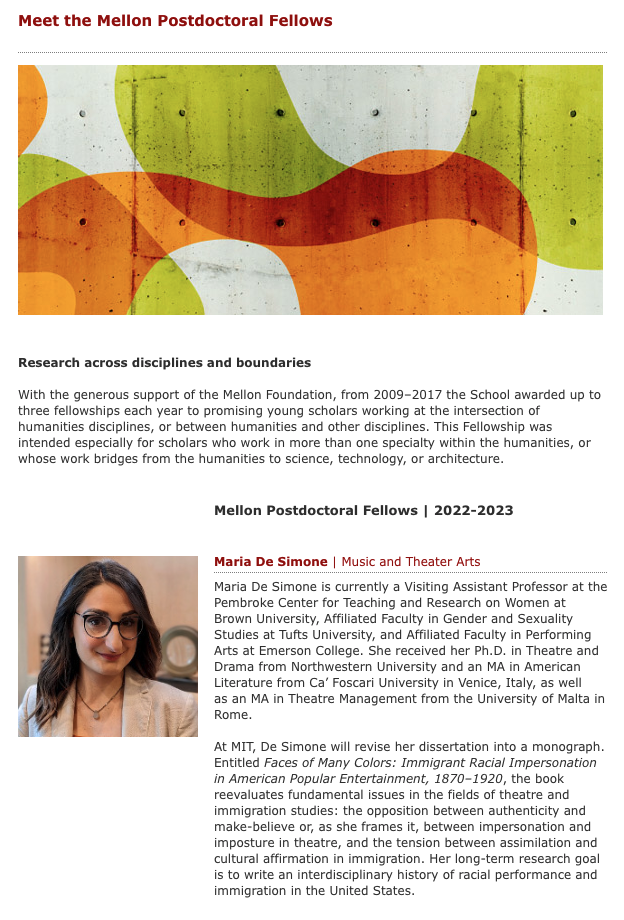 Meet the Mellon Postdoctoral Fellows
Research across disciplines and boundaries
With the generous support of the Mellon Foundation, from 2009–2017 the School awarded up to
three fellowships each year to promising young scholars working at the intersection of
humanities disciplines, or between humanities and other disciplines. This Fellowship was
intended especially for scholars who work in more than one specialty within the humanities, or
whose work bridges from the humanities to science, technology, or architecture.
Mellon Postdoctoral Fellows | 2022-2023
Maria De Simone | Music and Theater Arts
Maria De Simone is currently a Visiting Assistant Professor at the
Pembroke Center for Teaching and Research on Women at
Brown University, Affiliated Faculty in Gender and Sexuality
Studies at Tufts University, and Affiliated Faculty in Performing
Arts at Emerson College. She received her Ph.D. in Theatre and
Drama from Northwestern University and an MA in American
Literature from Ca’ Foscari University in Venice, Italy, as well
as an MA in Theatre Management from the University of Malta in
Rome.
At MIT, De Simone will revise her dissertation into a monograph.
Entitled Faces of Many Colors: Immigrant Racial Impersonation
in American Popular Entertainment, 1870–1920, the book
reevaluates fundamental issues in the fields of theatre and
immigration studies: the opposition between authenticity and
make-believe or, as she frames it, between impersonation and
imposture in theatre, and the tension between assimilation and
cultural affirmation in immigration. Her long-term research goal
is to write an interdisciplinary history of racial performance and
immigration in the United States.